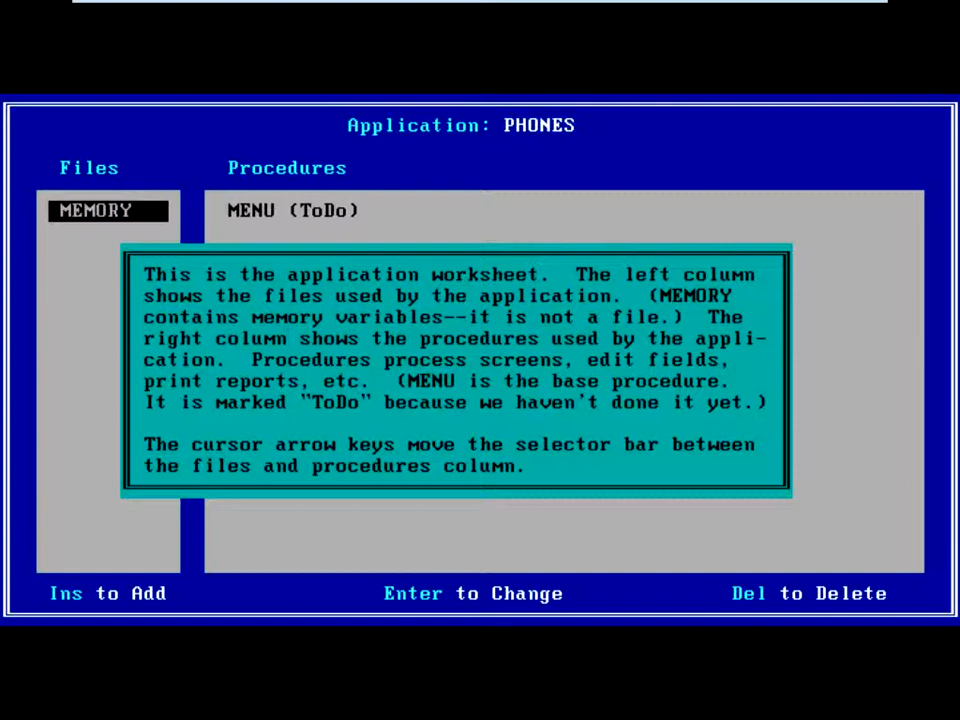 Application: PHONES
Files Procedures
MEMORY MENU (ToDo)
This is the application worksheet. The left column
shows the files used by the application. (MEMORY
contains memory variables--it is not a file.) The
right column shows the procedures used by the appli-
cation. Procedures process screens, edit fields,
print reports, etc. (MENU is the base procedure.
It is marked "ToDo" because we haven't done it yet.)
The cursor arrow keys move the selector bar between
the files and procedures column.
Ins to Add Enter to Change Del to Delete